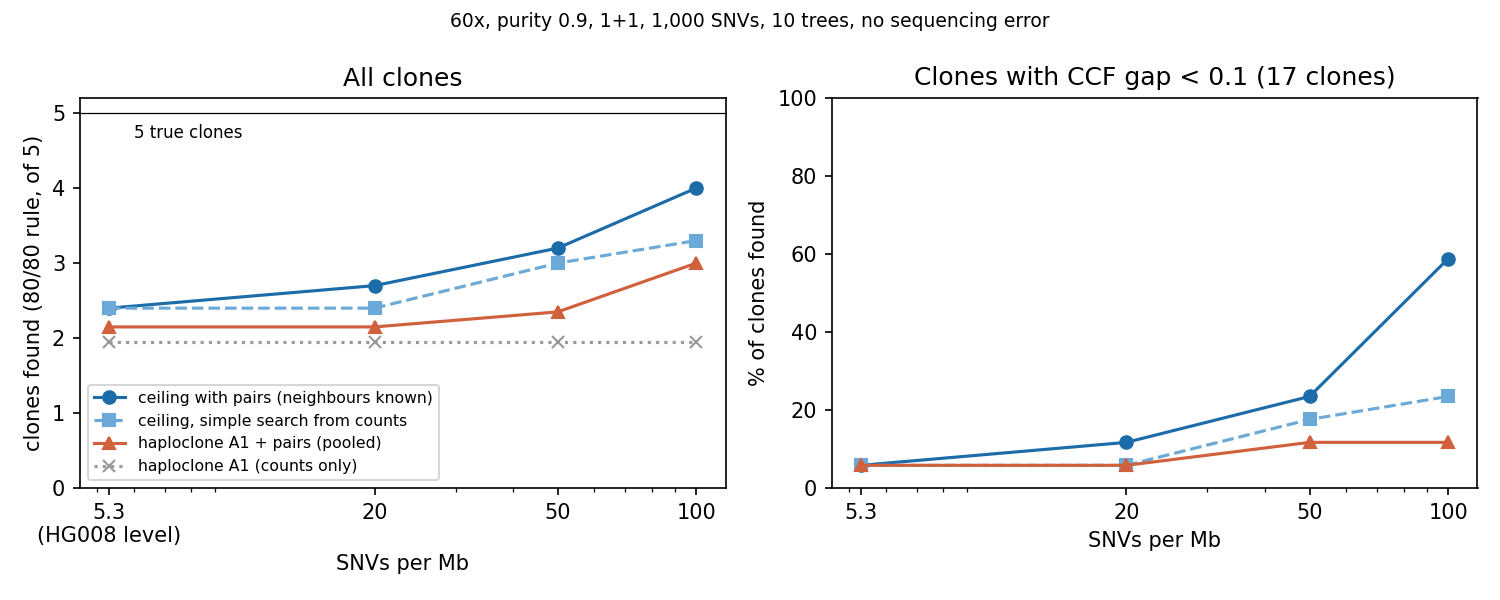 60x, purity 0.9, 1+1, 1,000 SNVs, 10 trees, no sequencing error
All clones
clones found (80/80 rule, of 5)
5
4
3
2
1
0
5 true clones
ceiling with pairs (neighbours known)
ceiling, simple search from counts
haploclone A1 + pairs (pooled)
haploclone A1 (counts only)
5.3
(HG008 level)
20
50
100
SNVs per Mb
Clones with CCF gap < 0.1 (17 clones)
% of clones found
100
80
60
40
20
0
5.3
20
50
100
SNVs per Mb